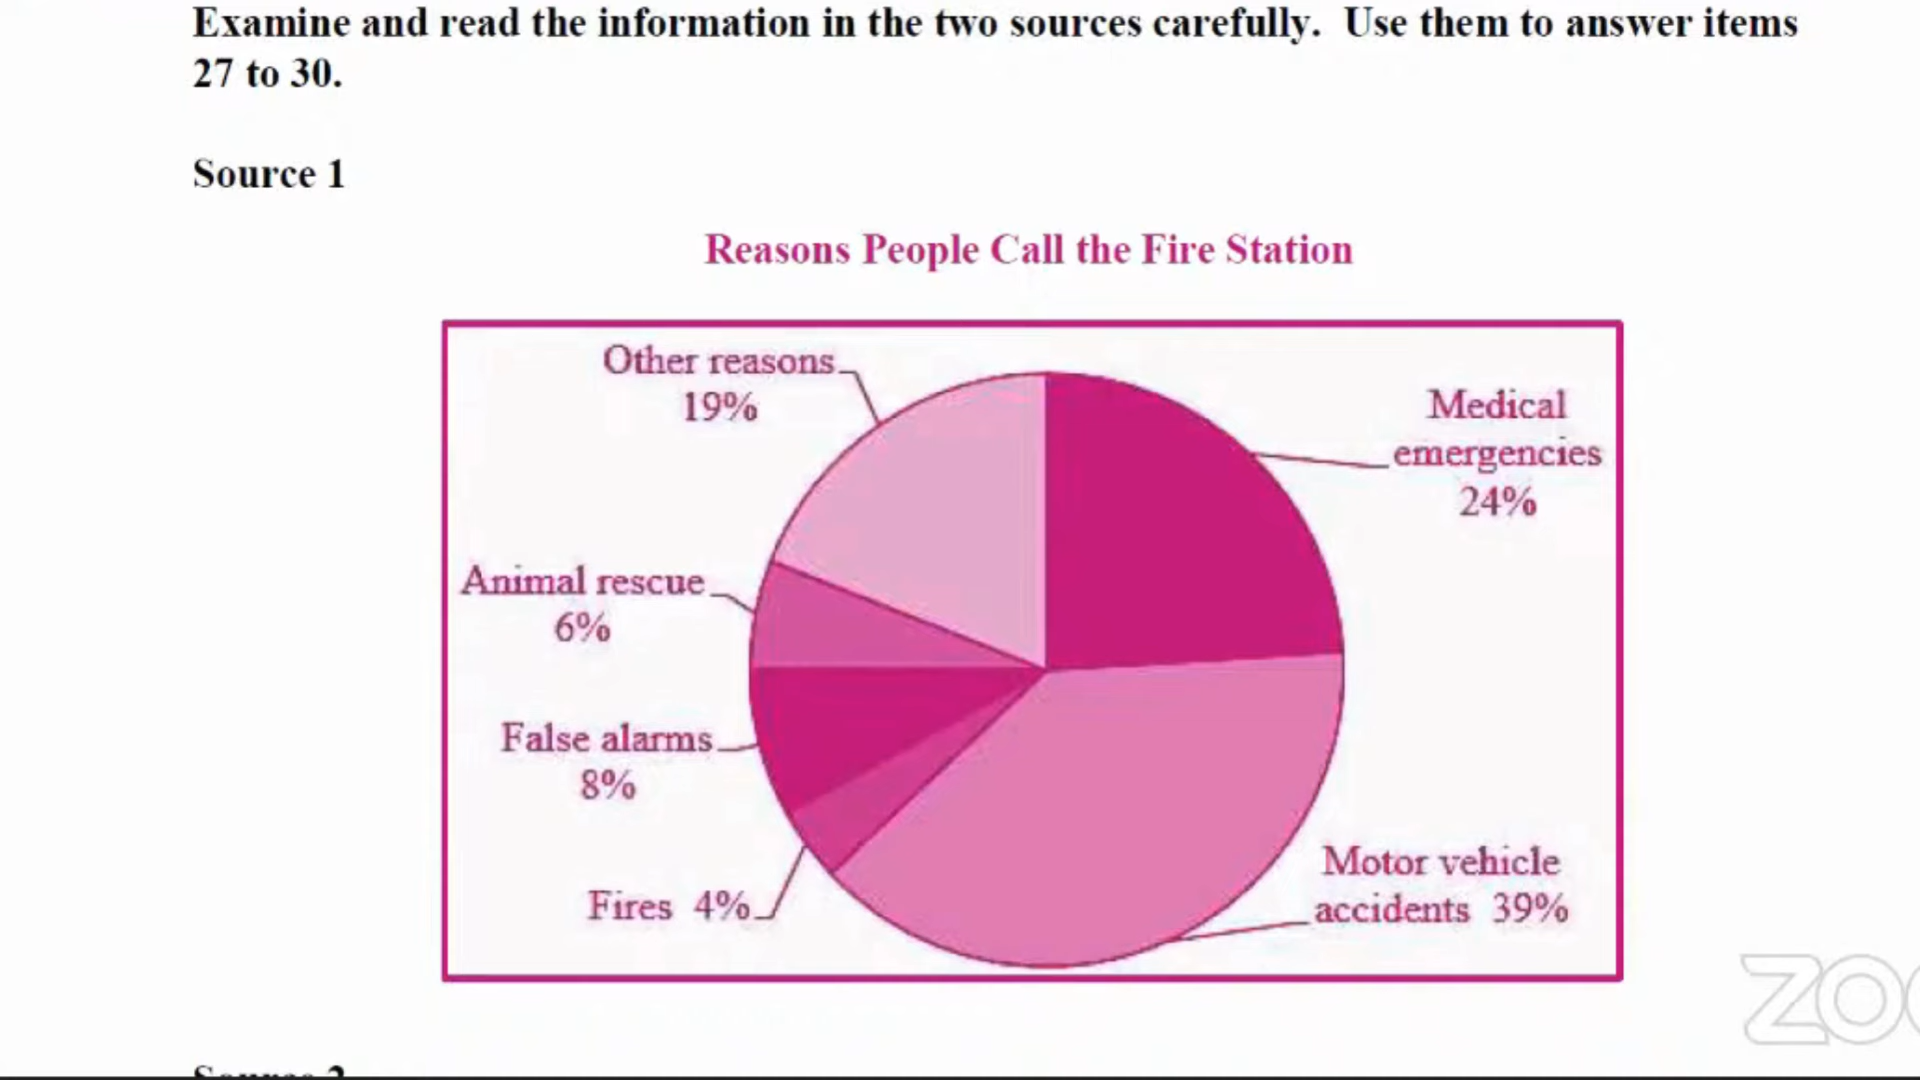 Examine and read the information in the two sources carefully. Use them to answer items
27 to 30.
Source 1
Reasons People Call the Fire Station
Other reasons
19%
Medical
emergencies
24%
Animal rescue
6%
False alarms
8%
Fires 4%
Motor vehicle
accidents 39%
Source 2